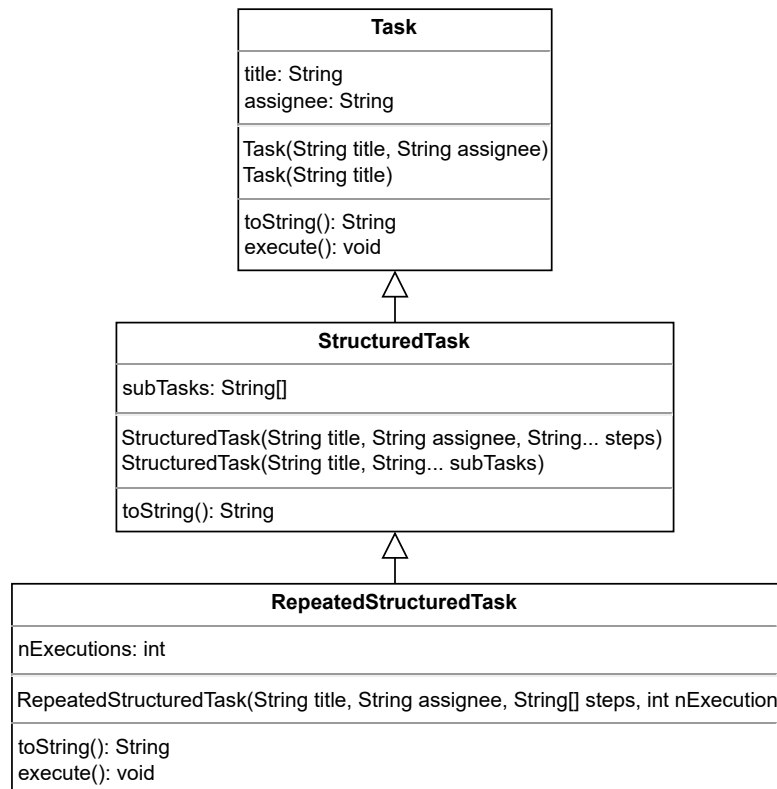 Task
title: String
assignee: String
Task(String title, String assignee)
Task(String title)
toString(): String
execute(): void
StructuredTask
subTasks: String[]
StructuredTask(String title, String assignee, String... steps)
StructuredTask(String title, String... subTasks)
toString(): String
RepeatedStructuredTask
nExecutions: int
RepeatedStructuredTask(String title, String assignee, String[] steps, int nExecution
toString(): String
execute(): void